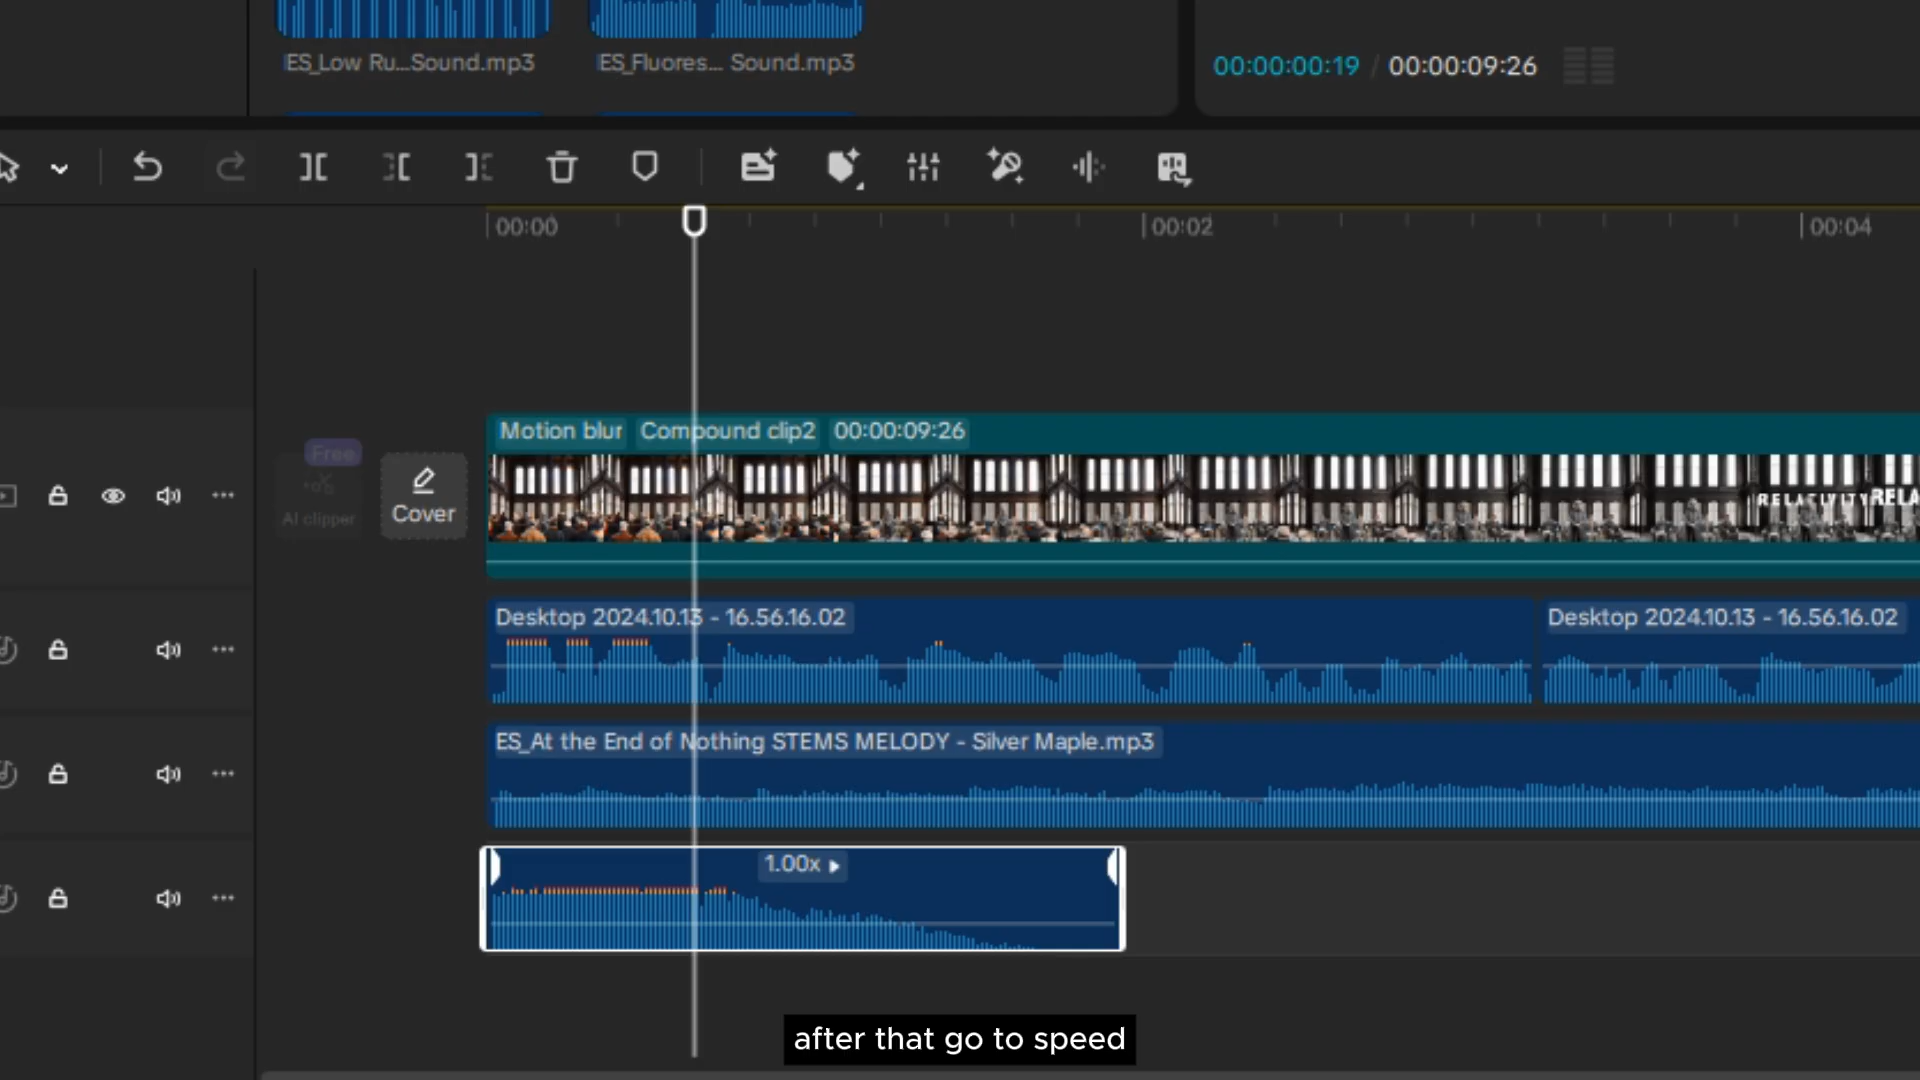 ES_Low Ru...Sound.mp3
ES_Fluores... Sound.mp3
00:00:00:19 / 00:00:09:26
00:00
00:02
00:04
Motion blur Compound clip2 00:00:09:26
Free
AI clipper
Cover
RELATIVITY RELA
Desktop 2024.10.13 - 16.56.16.02
Desktop 2024.10.13 - 16.56.16.02
ES_At the End of Nothing STEMS MELODY - Silver Maple.mp3
1.00x
after that go to speed